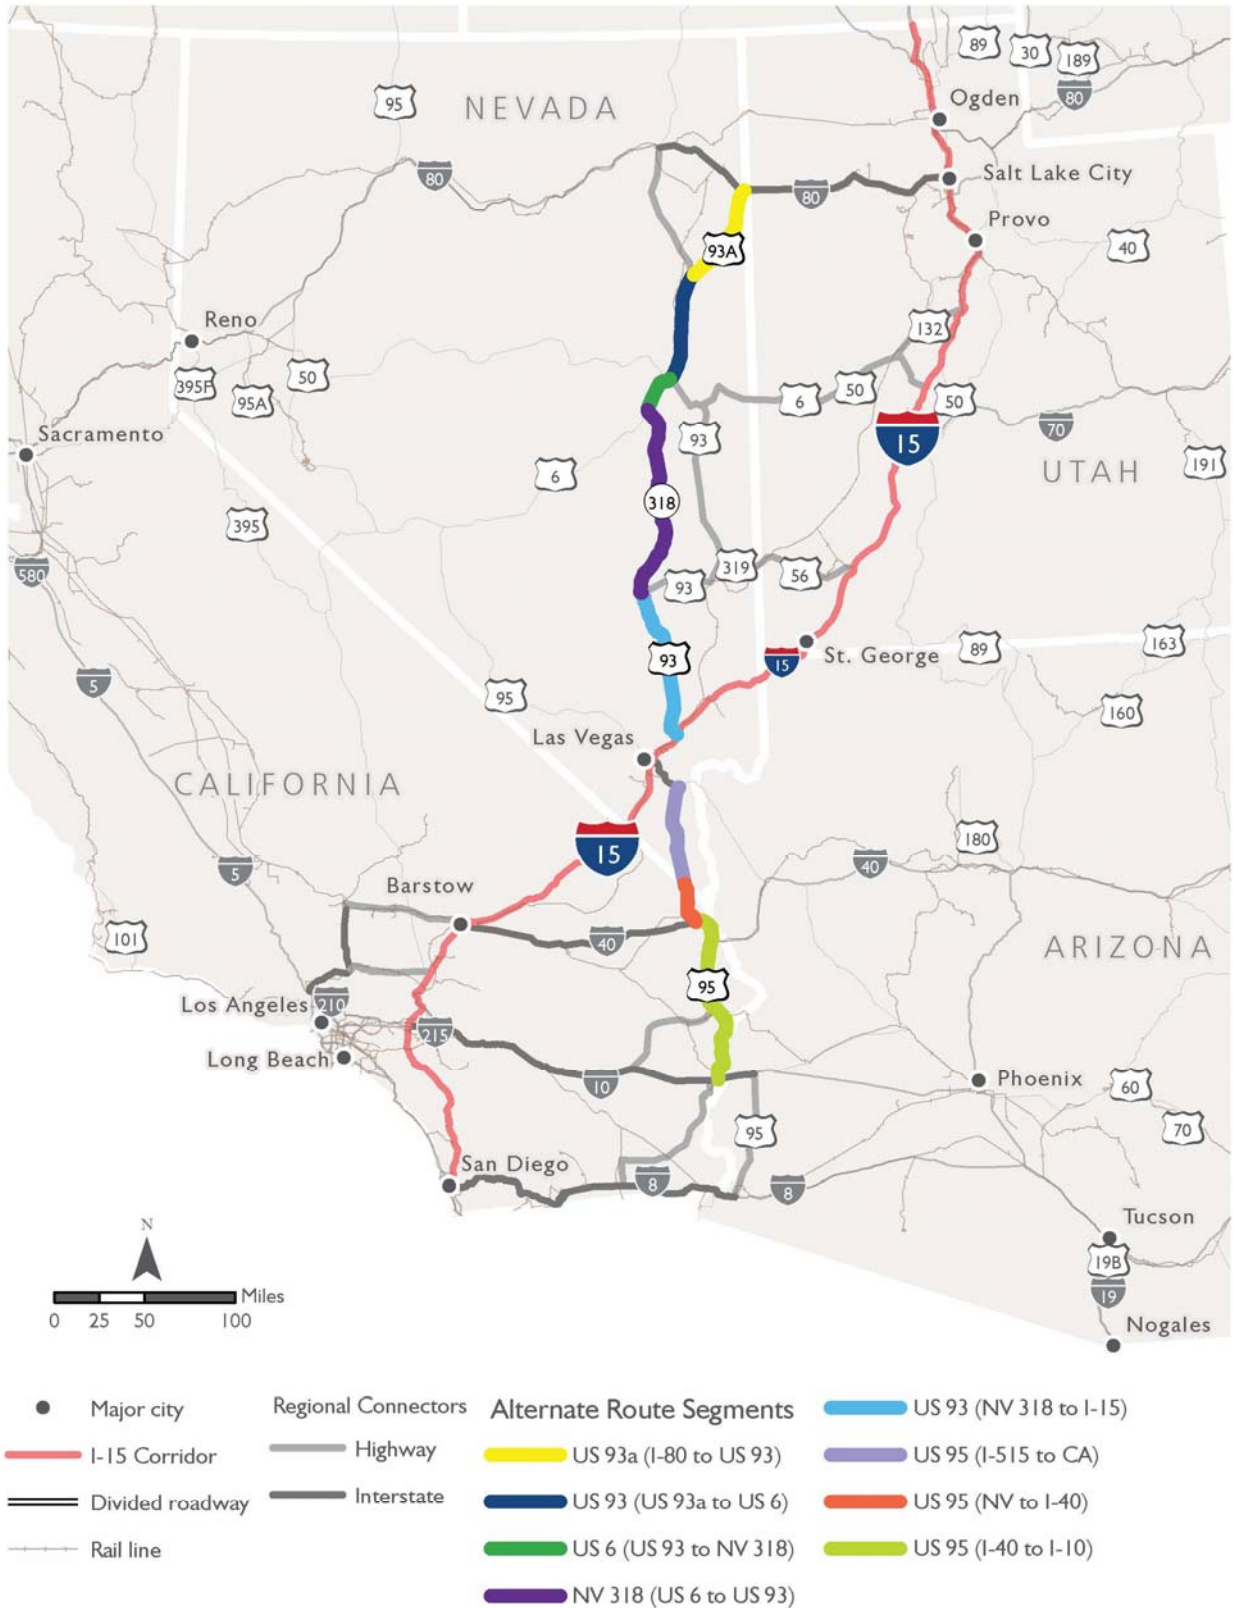 89
30
189
80
95
NEVADA
Ogden
80
80
Salt Lake City
Provo
93A
40
Reno
132
395F
95A
50
6
50
50
Sacramento
93
15
70
6
UTAH
191
318
395
580
93
319
56
93
15
St. George
89
163
5
95
160
Las Vegas
CALIFORNIA
15
180
5
40
Barstow
101
40
ARIZONA
95
Los Angeles
210
215
Long Beach
10
Phoenix
60
95
70
San Diego
8
8
Tucson
19B
19
Nogales
N
Miles
0 25 50 100
Major city
I-15 Corridor
Divided roadway
Rail line
Regional Connectors
Highway
Interstate
Alternate Route Segments
US 93a (I-80 to US 93)
US 93 (US 93a to US 6)
US 6 (US 93 to NV 318)
NV 318 (US 6 to US 93)
US 93 (NV 318 to I-15)
US 95 (I-515 to CA)
US 95 (NV to I-40)
US 95 (I-40 to I-10)